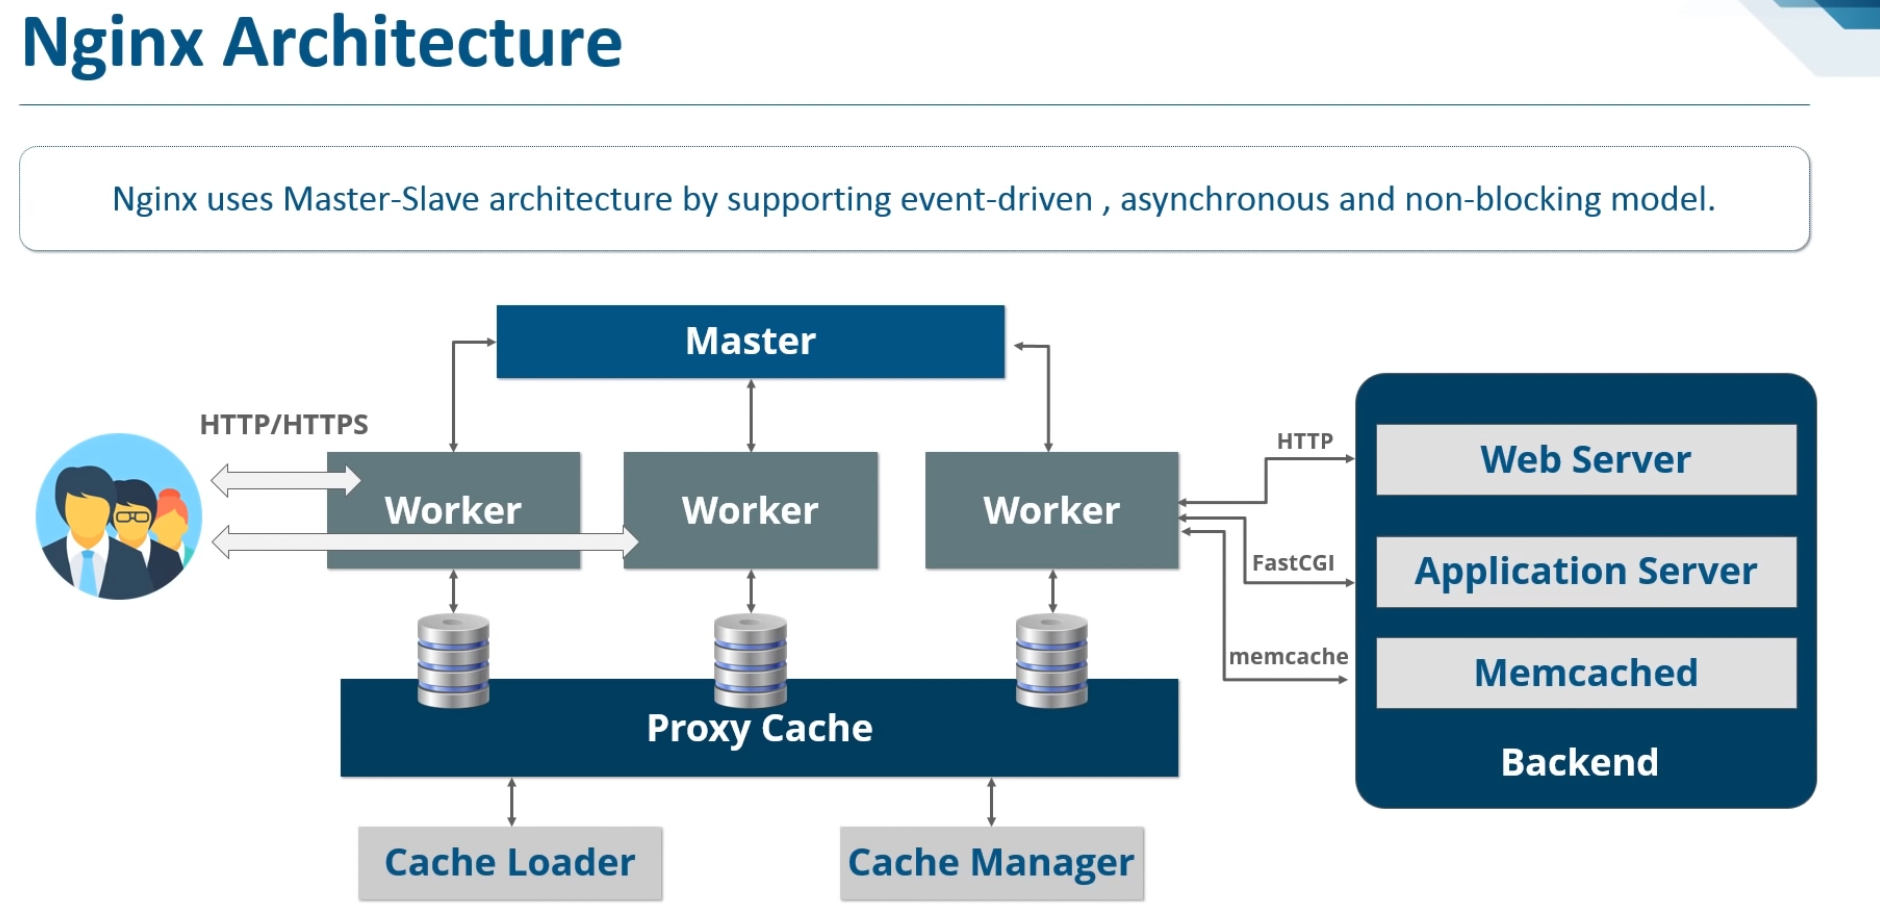 Nginx Architecture
Nginx uses Master-Slave architecture by supporting event-driven , asynchronous and non-blocking model.
Master
HTTP/HTTPS
Worker
Worker
Worker
HTTP
FastCGI
memcache
Web Server
Application Server
Memcached
Backend
Proxy Cache
Cache Loader
Cache Manager